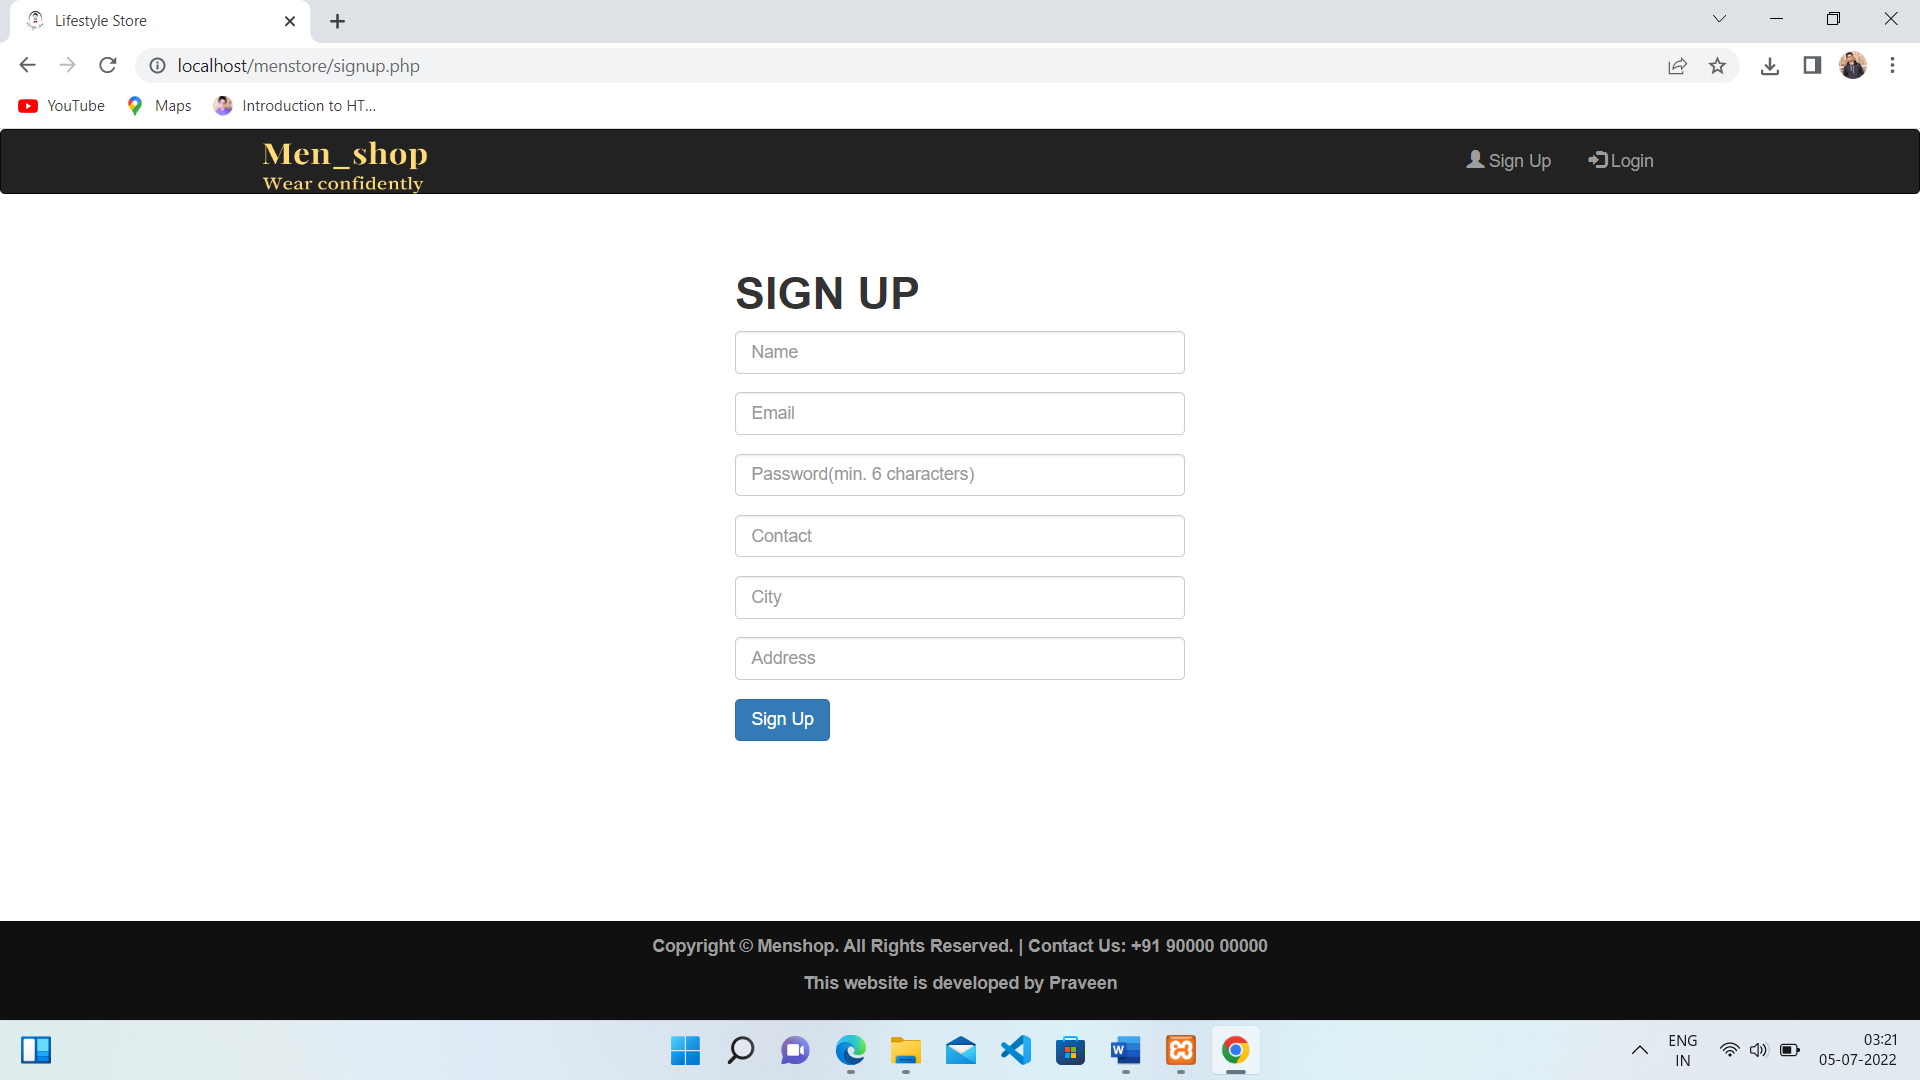 Lifestyle Store
localhost/menstore/signup.php
YouTube Maps Introduction to HT...
Men_shop
Wear confidently
Sign Up Login
SIGN UP
Name
Email
Password(min. 6 characters)
Contact
City
Address
Sign Up
Copyright © Menshop. All Rights Reserved. | Contact Us: +91 90000 00000
This website is developed by Praveen
ENG
IN
03:21
05-07-2022